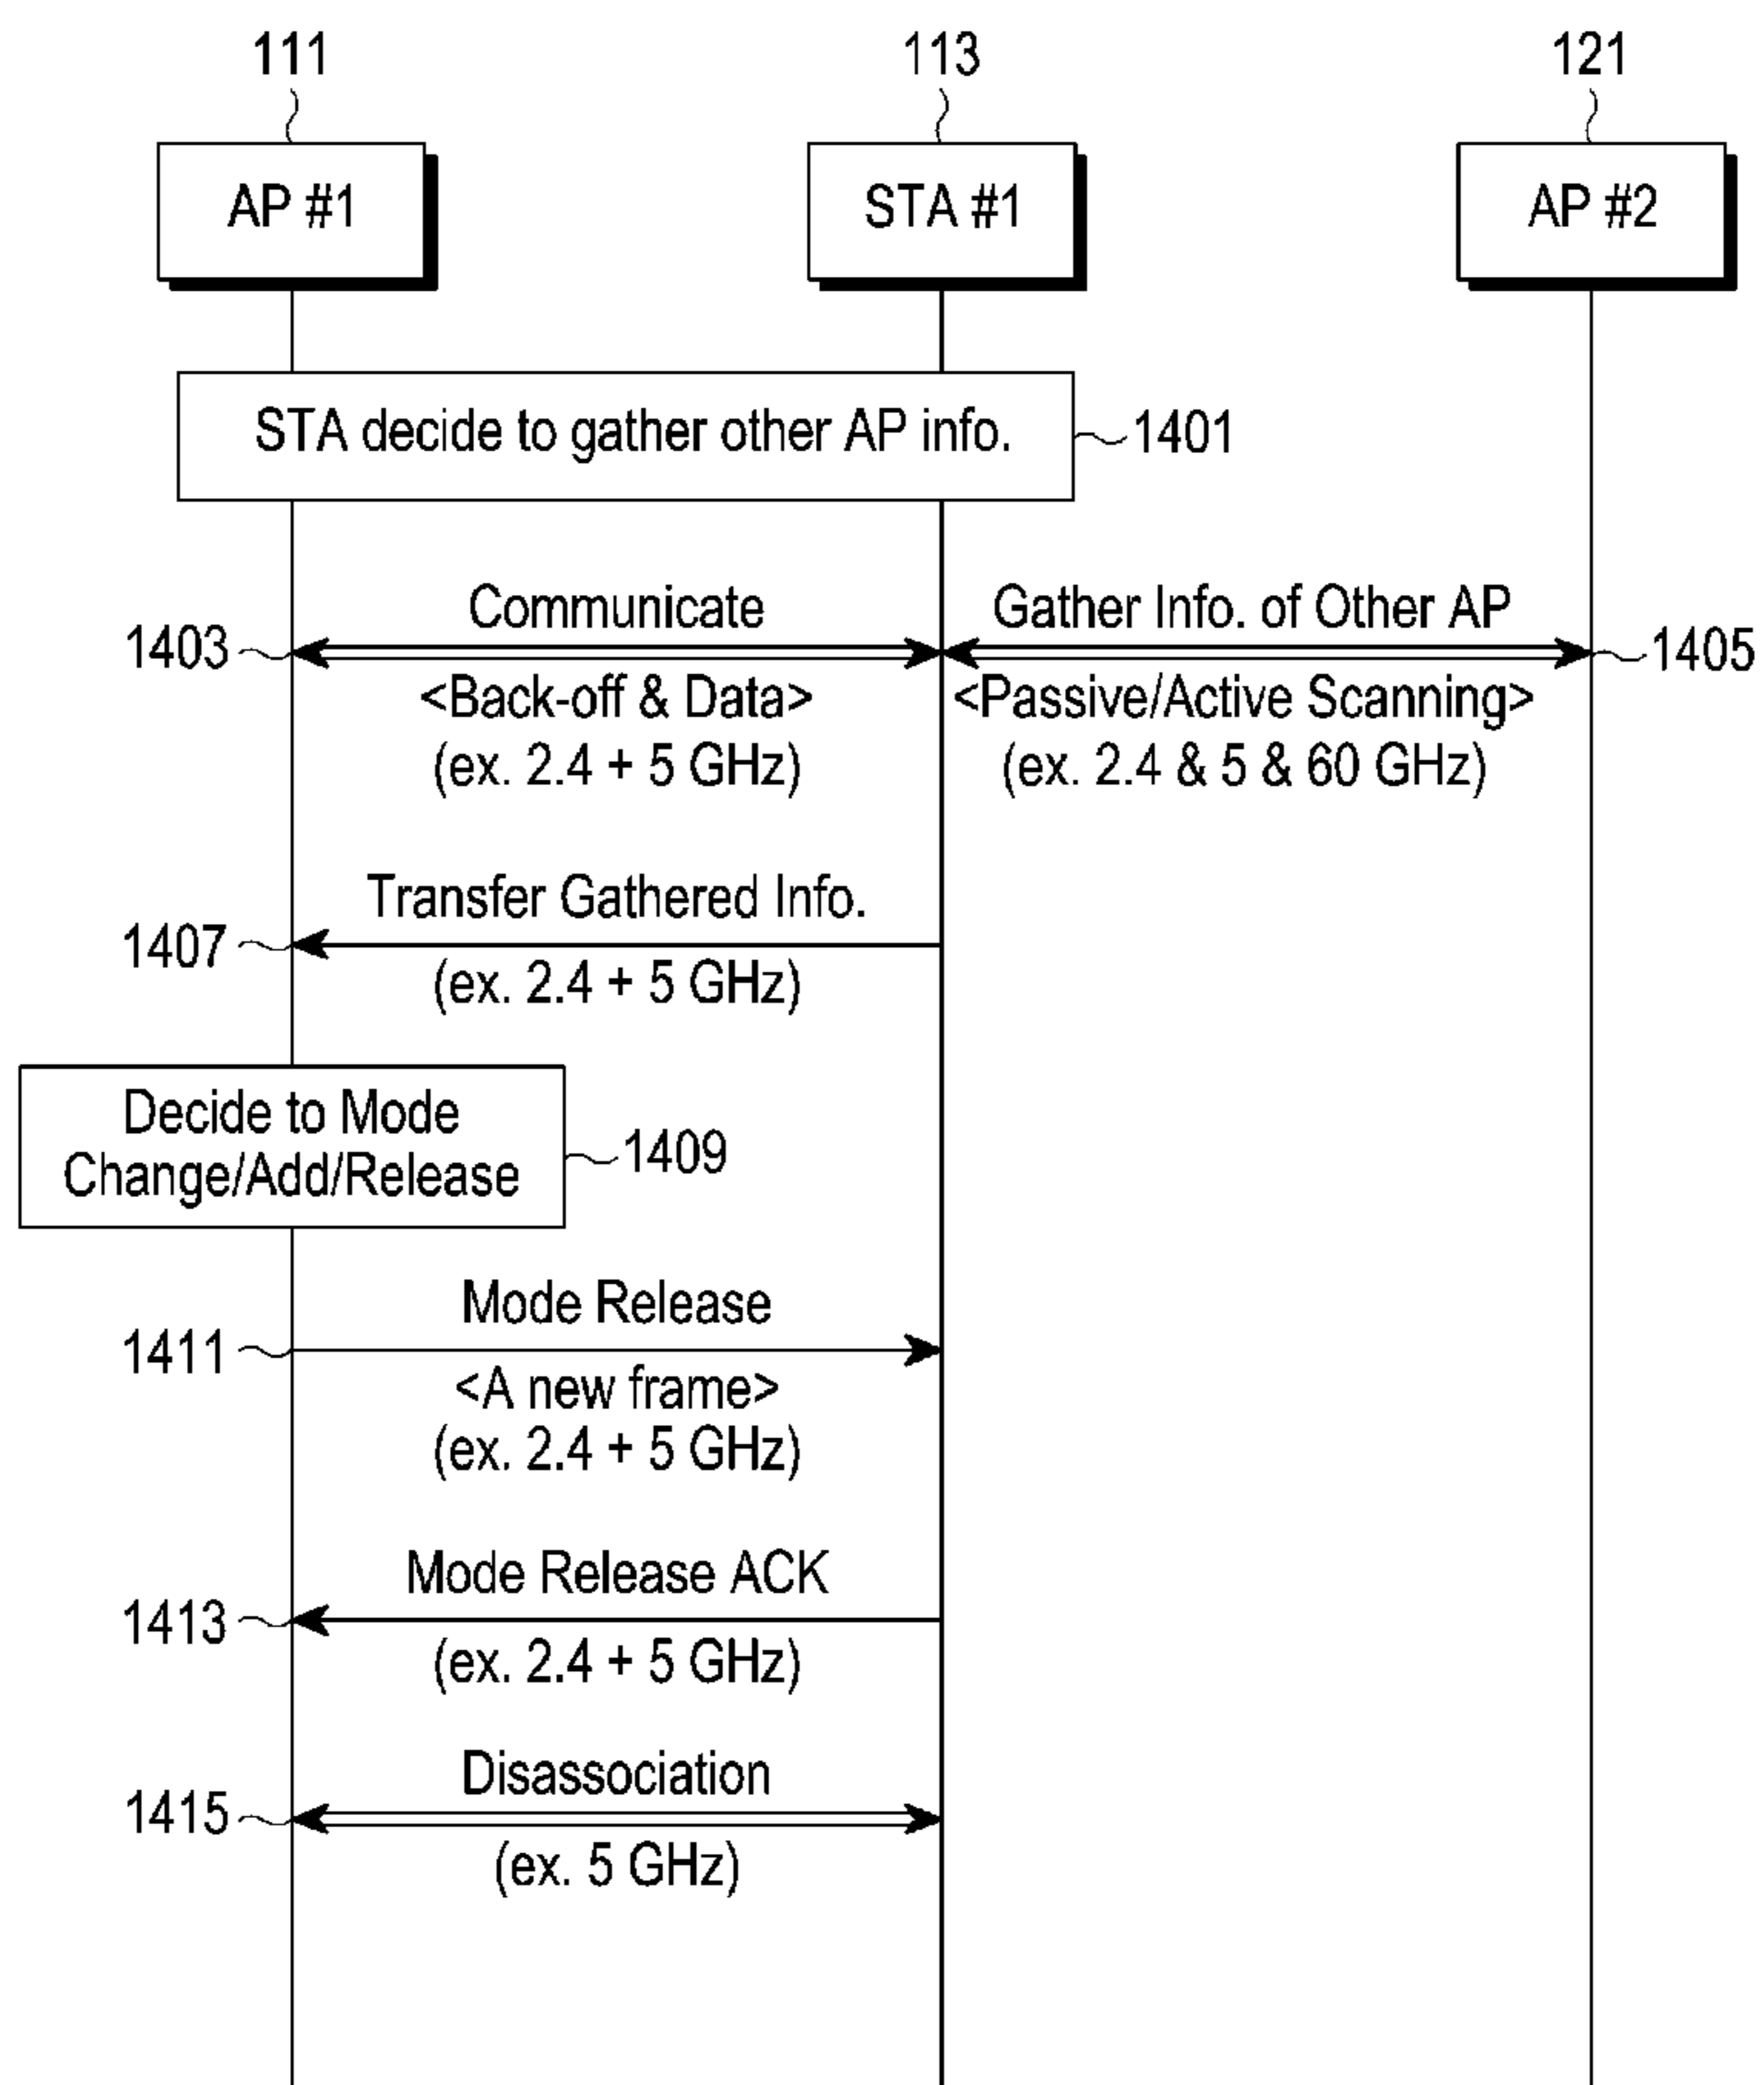 111
113
121
AP #1
STA #1
AP #2
STA decide to gather other AP info.
1401
Communicate
Gather Info. of Other AP
1403
1405
<Back-off & Data>
<Passive/Active Scanning>
(ex. 2.4 + 5 GHz)
(ex. 2.4 & 5 & 60 GHz)
Transfer Gathered Info.
1407
(ex. 2.4 + 5 GHz)
Decide to Mode
Change/Add/Release
1409
Mode Release
1411
<A new frame>
(ex. 2.4 + 5 GHz)
Mode Release ACK
1413
(ex. 2.4 + 5 GHz)
Disassociation
1415
(ex. 5 GHz)